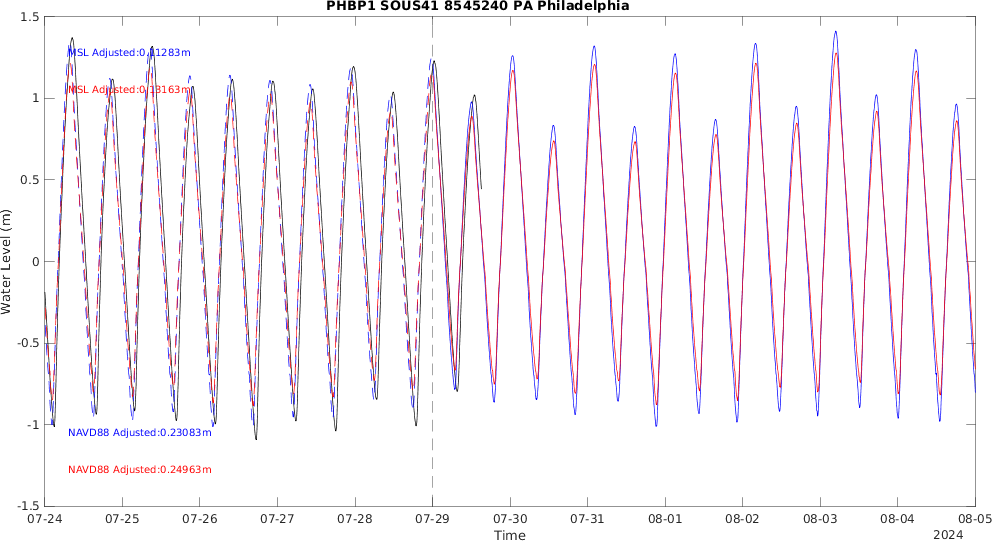 PHBP1 SOUS41 8545240 PA Philadelphia
1.5
1
0.5
0
-0.5
-1
-1.5
Water Level (m)
MSL Adjusted:0.11283m
MSL Adjusted:0.13163m
NAVD88 Adjusted:0.23083m
NAVD88 Adjusted:0.24963m
07-24 07-25 07-26 07-27 07-28 07-29 07-30 07-31 08-01 08-02 08-03 08-04 08-05
Time
2024